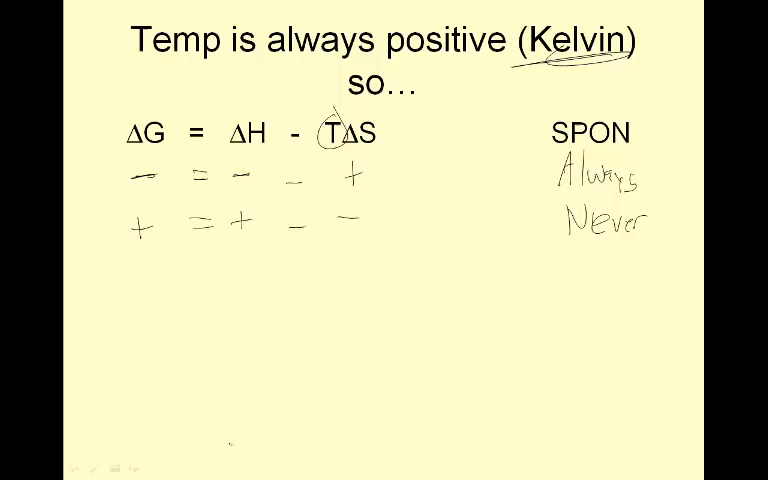 Temp is always positive (Kelvin)
so...
ΔG = ΔH - TΔS SPON
- = - - + Always
+ = + - - Never